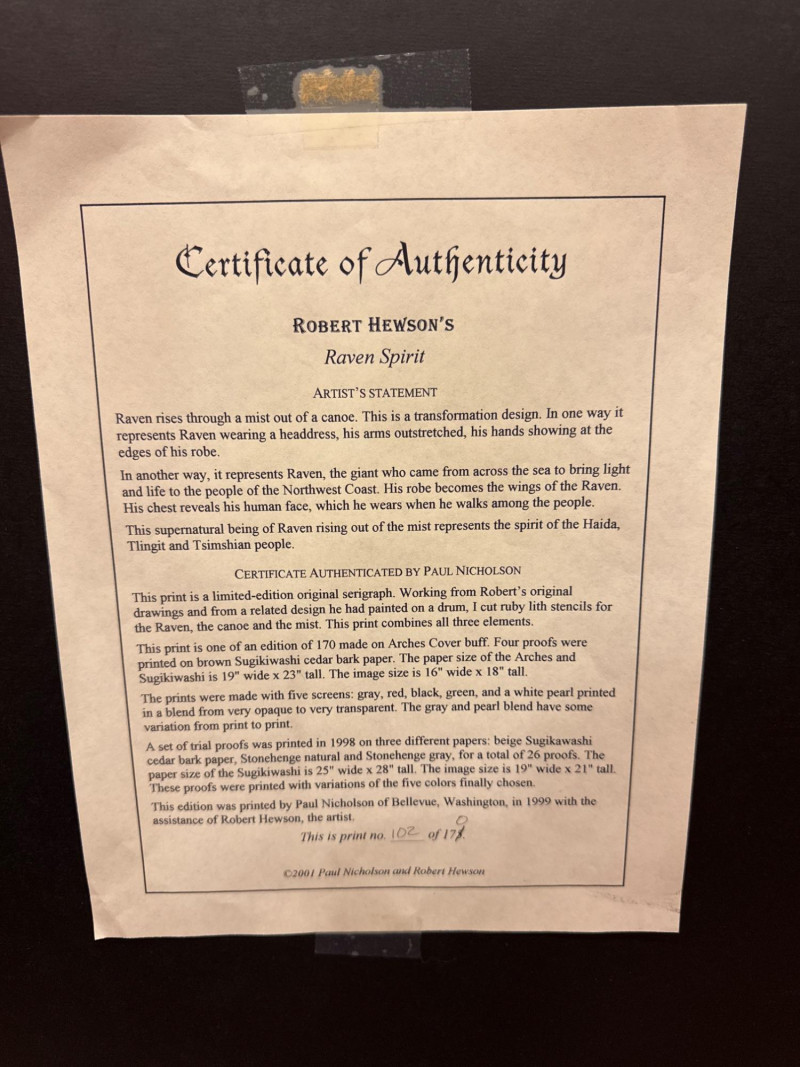 Certificate of Authenticity
ROBERT HEWSON'S
Raven Spirit
ARTIST'S STATEMENT
Raven rises through a mist out of a canoe. This is a transformation design. In one way it
represents Raven wearing a headdress, his arms outstretched, his hands showing at the
edges of his robe.
In another way, it represents Raven, the giant who came from across the sea to bring light
and life to the people of the Northwest Coast. His robe becomes the wings of the Raven.
His chest reveals his human face, which he wears when he walks among the people.
This supernatural being of Raven rising out of the mist represents the spirit of the Haida,
Tlingit and Tsimshian people.
CERTIFICATE AUTHENTICATED BY PAUL NICHOLSON
This print is a limited-edition original serigraph. Working from Robert's original
drawings and from a related design he had painted on a drum, I cut ruby lith stencils for
the Raven, the canoe and the mist. This print combines all three elements.
This print is one of an edition of 170 made on Arches Cover buff. Four proofs were
printed on brown Sugikiwashi cedar bark paper. The paper size of the Arches and
Sugikiwashi is 19" wide x 23" tall. The image size is 16" wide x 18" tall.
The prints were made with five screens: gray, red, black, green, and a white pearl printed
in a blend from very opaque to very transparent. The gray and pearl blend have some
variation from print to print.
A set of trial proofs was printed in 1998 on three different papers: beige Sugikawashi
cedar bark paper, Stonehenge natural and Stonehenge gray, for a total of 26 proofs. The
paper size of the Sugikiwashi is 25" wide x 28" tall. The image size is 19" wide x 21" tall.
These proofs were printed with variations of the five colors finally chosen.
This edition was printed by Paul Nicholson of Bellevue, Washington, in 1999 with the
assistance of Robert Hewson, the artist.
This is print no. 102 of 170.
©2001 Paul Nicholson and Robert Hewson